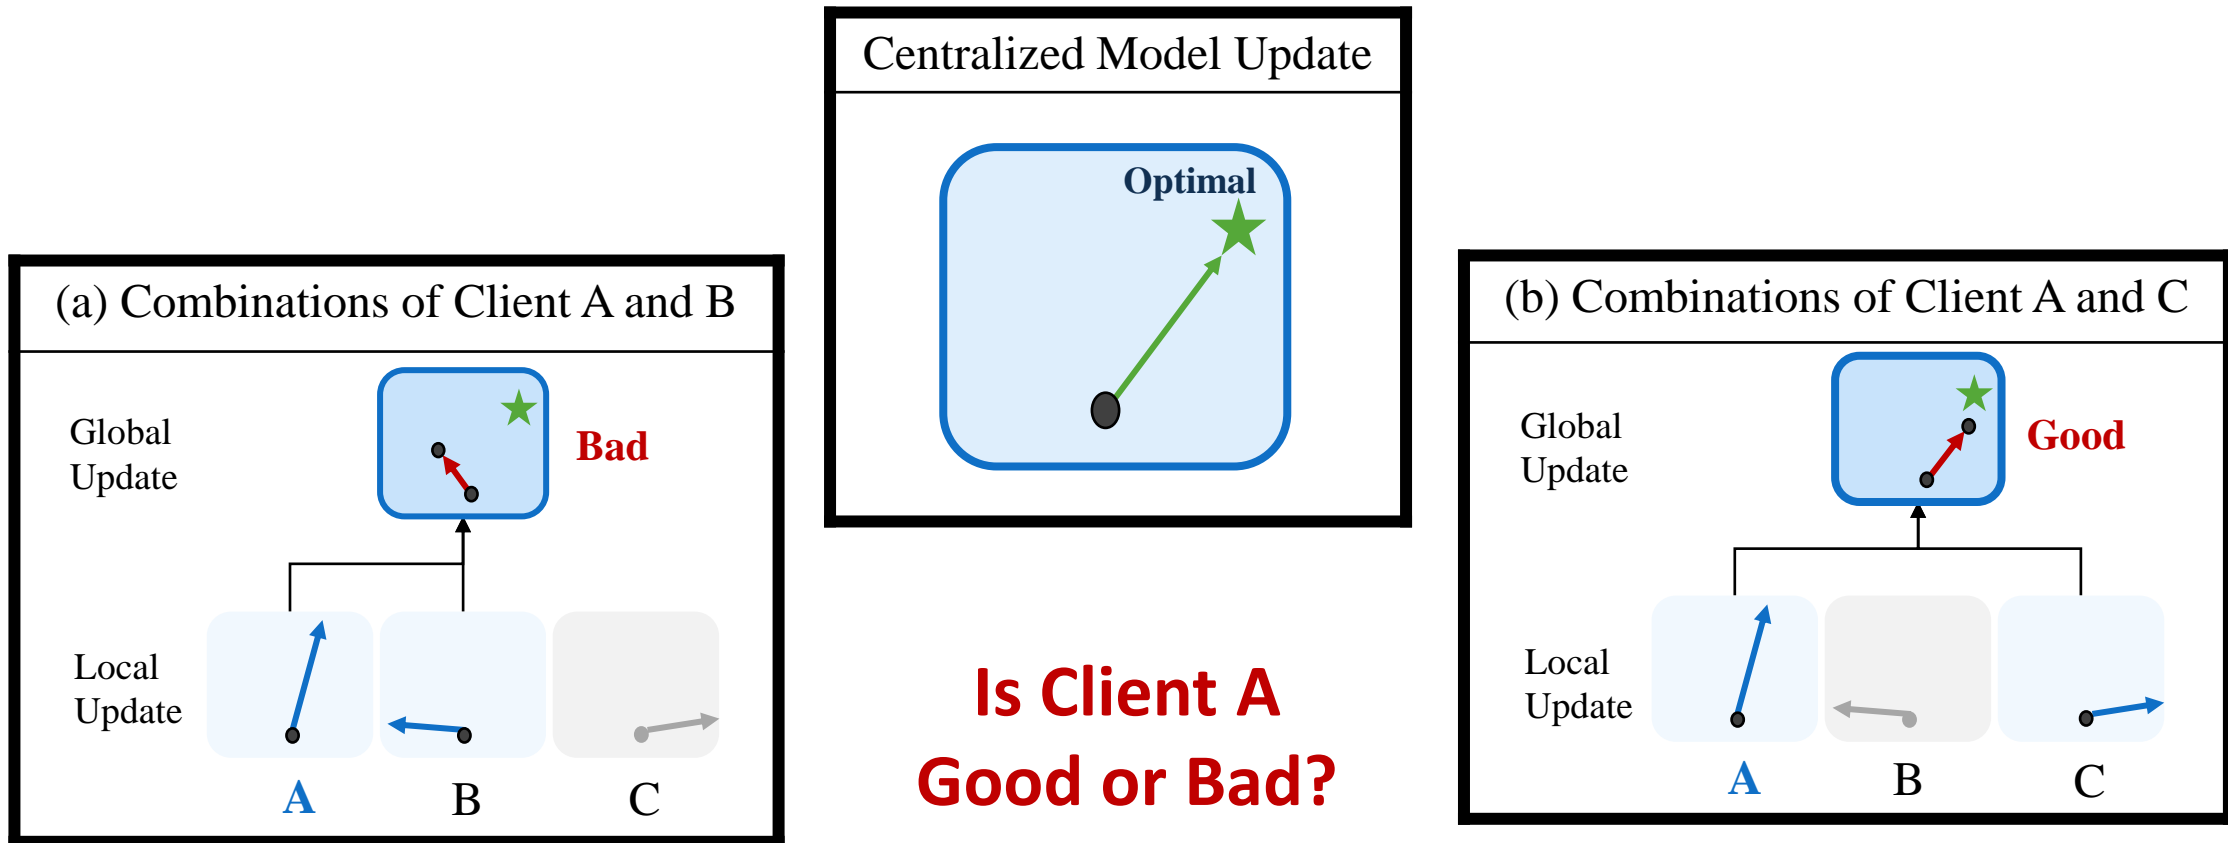 Centralized Model Update
Optimal
(a) Combinations of Client A and B
Global
Update
Bad
Local
Update
A
B
C
Is Client A
Good or Bad?
(b) Combinations of Client A and C
Global
Update
Good
Local
Update
A
B
C